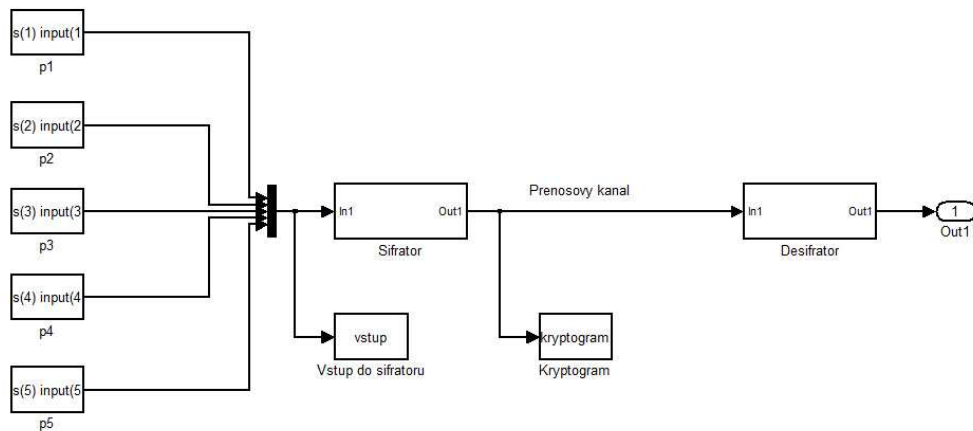 s(1) input(1
p1
s(2) input(2
p2
s(3) input(3
p3
s(4) input(4
p4
s(5) input(5
p5
In1
Out1
Sifrator
vstup
Vstup do sifratoru
Prenosovy kanal
kryptogram
Kryptogram
In1
Out1
Desifrator
1
Out1